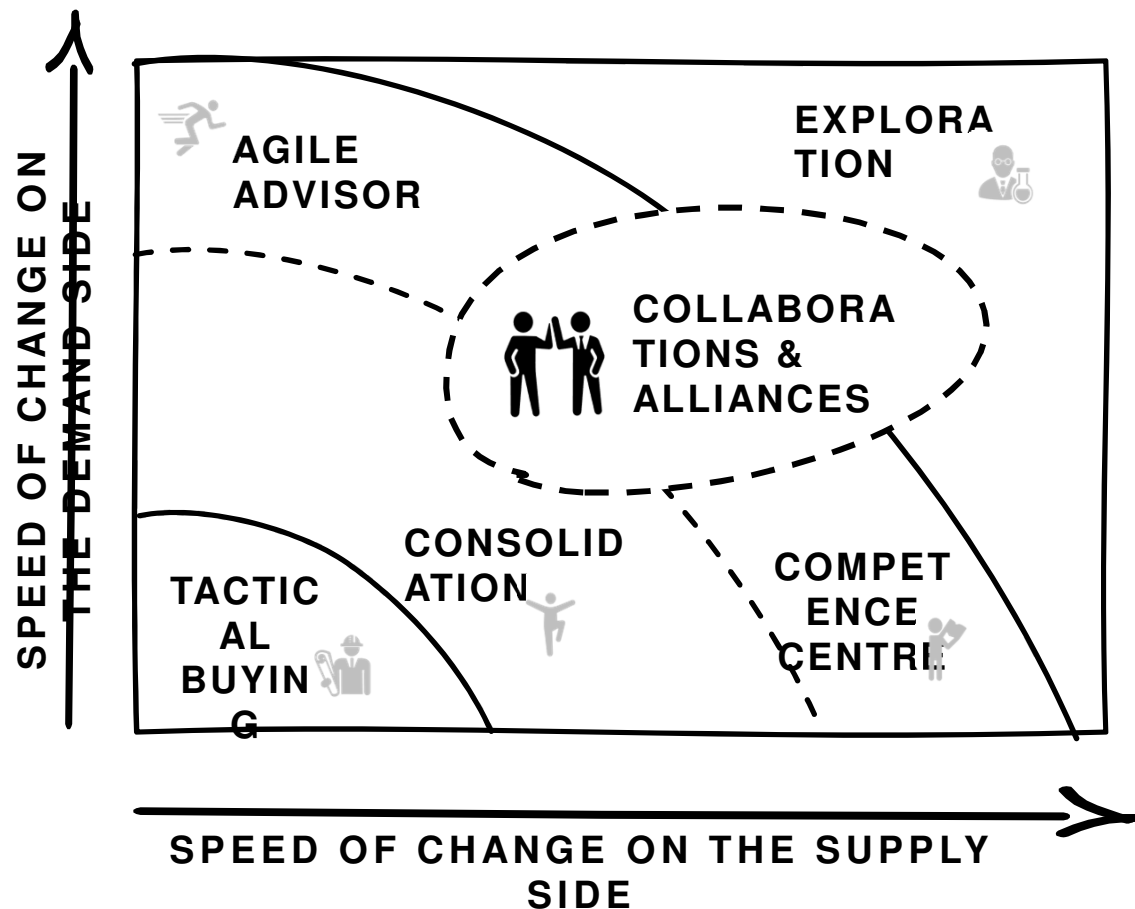 SPEED OF CHANGE ON
THE DEMAND SIDE
AGILE
ADVISOR
EXPLORA
TION
COLLABORA
TIONS &
ALLIANCES
CONSOLID
ATION
TACTIC
AL
BUYIN
G
COMPET
ENCE
CENTRE
SPEED OF CHANGE ON THE SUPPLY
SIDE